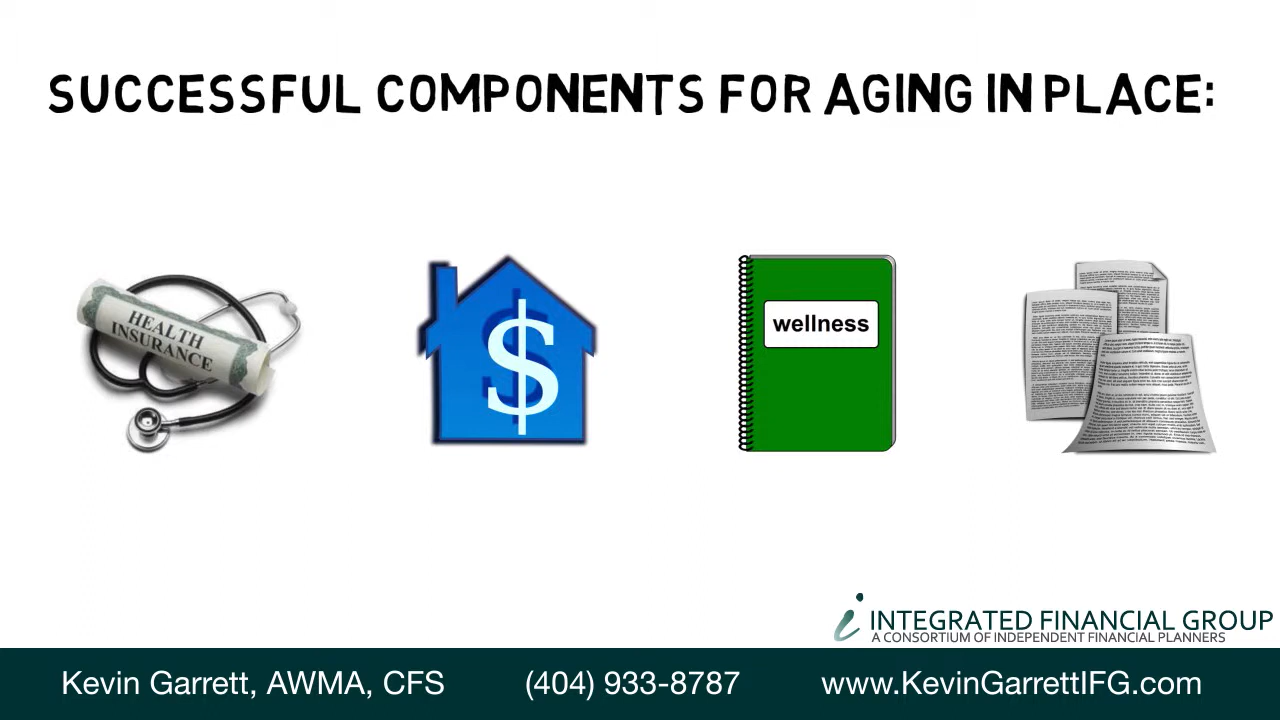 SUCCESSFUL COMPONENTS FOR AGING IN PLACE:
HEALTH
INSURANCE
$
wellness
INTEGRATED FINANCIAL GROUP
A CONSORTIUM OF INDEPENDENT FINANCIAL PLANNERS
Kevin Garrett, AWMA, CFS (404) 933-8787 www.KevinGarrettIFG.com